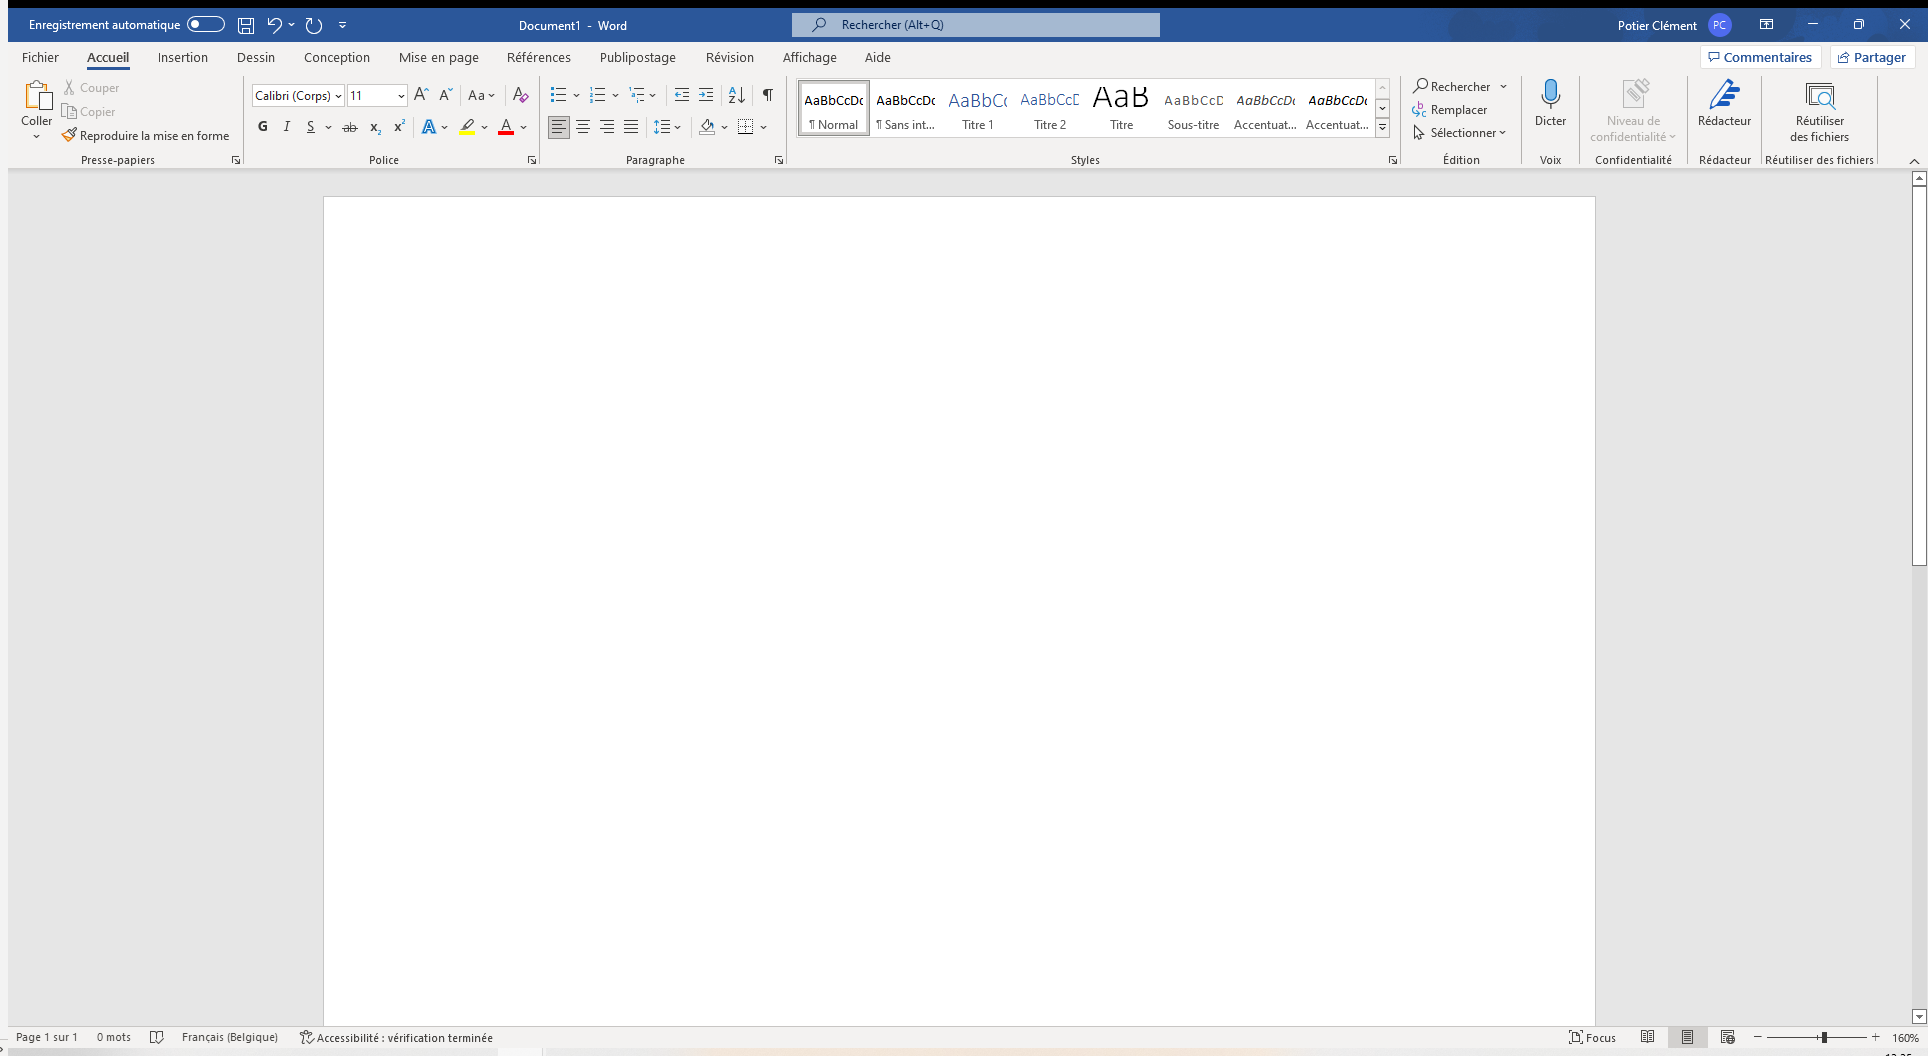 Enregistrement automatique
Document1 - Word
Rechercher (Alt+Q)
Potier Clément
PC
Fichier Accueil Insertion Dessin Conception Mise en page Références Publipostage Révision Affichage Aide
Commentaires
Partager
Coller
Couper
Copier
Reproduire la mise en forme
Presse-papiers
Calibri (Corps) 11
Aa
G I S ab x₂ x²
Police
Paragraphe
AaBbCcDc AaBbCcDc AaBbCc AaBbCcD AaB AaBbCcD AaBbCcDc AaBbCcDc
¶ Normal ¶ Sans int... Titre 1 Titre 2 Titre Sous-titre Accentuat... Accentuat...
Styles
Rechercher
Remplacer
Sélectionner
Édition
Dicter
Voix
Niveau de
confidentialité
Confidentialité
Rédacteur
Rédacteur
Réutiliser
des fichiers
Réutiliser des fichiers
Page 1 sur 1 0 mots Français (Belgique) Accessibilité : vérification terminée
Focus
160%